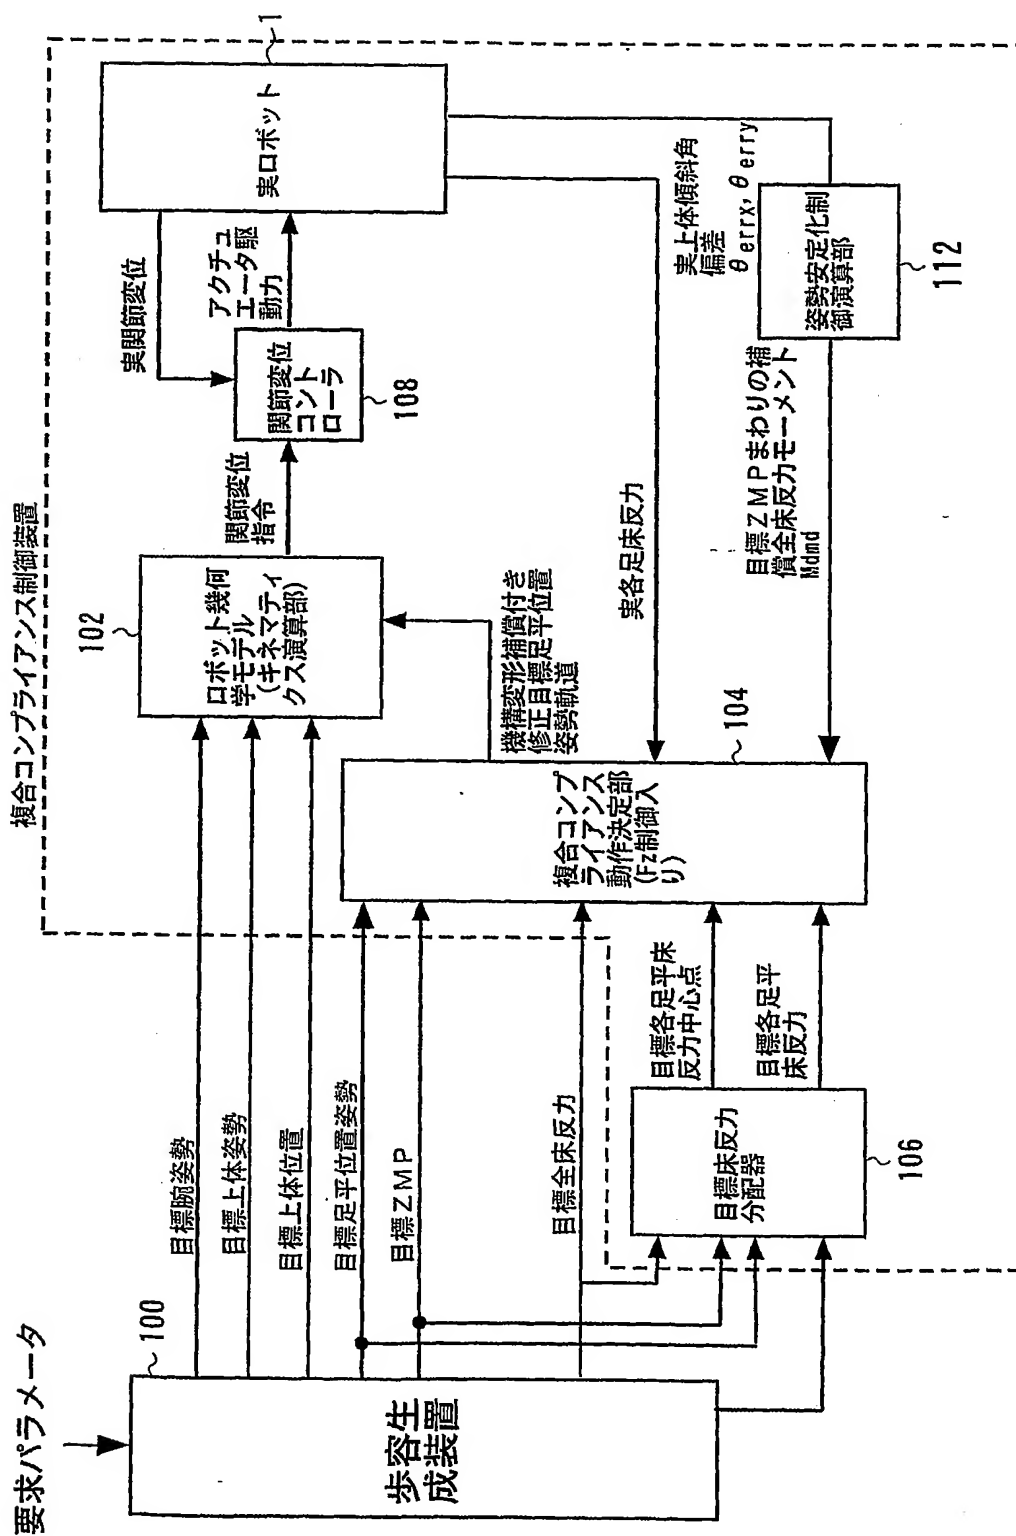 複合コンプライアンス制御装置
要求パラメータ
100
歩容生
成装置
目標腕姿勢
目標上体姿勢
目標上体位置
目標足平位置姿勢
目標ZMP
目標全床反力
目標床反力
分配器
106
目標各足平床
反力中心点
目標各足平
床反力
102
ロボット幾何
学モデル
(キネマティ
クス演算部)
関節変位
指令
機構変形補償付き
修正目標足平位置
姿勢軌道
複合コンプ
ライアンス
動作決定部
(Fz制御入
り)
104
関節変位
コント
ローラ
108
実関節変位
アクチュ
エータ駆
動力
実ロボット
1
実各足床反力
実上体傾斜角
偏差
θerrx, θerry
姿勢安定化制
御演算部
112
目標ZMPまわりの補
償全床反力モーメント
Mdmd